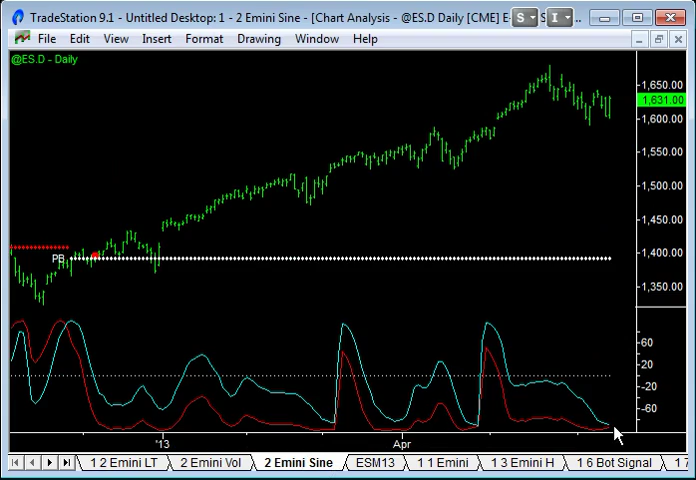 TradeStation 9.1 - Untitled Desktop: 1 - 2 Emini Sine - [Chart Analysis - @ES.D Daily [CME] E-
S I
File Edit View Insert Format Drawing Window Help
@ES.D - Daily
1,650.00
1,631.00
1,600.00
1,550.00
1,500.00
1,450.00
1,400.00
PB
1,350.00
60
20
-20
-60
'13 Apr
1 2 Emini LT 2 Emini Vol 2 Emini Sine ESM13 1 1 Emini 1 3 Emini H 1 6 Bot Signal 1 7